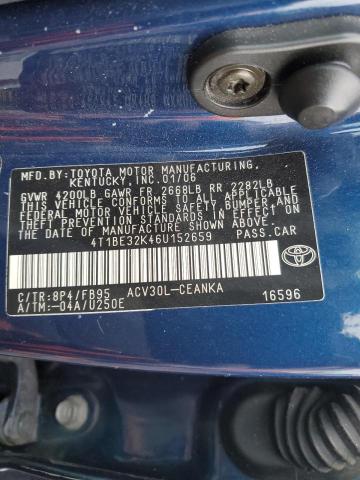 MFD.BY: TOYOTA MOTOR MANUFACTURING,
KENTUCKY, INC. 01/06
GVWR 4200LB GAWR FR 2668LB RR 2282LB
THIS VEHICLE CONFORMS TO ALL APPLICABLE
FEDERAL MOTOR VEHICLE SAFETY, BUMPER, AND
THEFT PREVENTION STANDARDS IN EFFECT ON
THE DATE OF MANUFACTURE SHOWN ABOVE.
4T1BE32K46U152659 PASS.CAR
TOYOTA
C/TR: 8P4/FB95 ACV30L-CEANKA
A/TM: -04A/U250E 16596